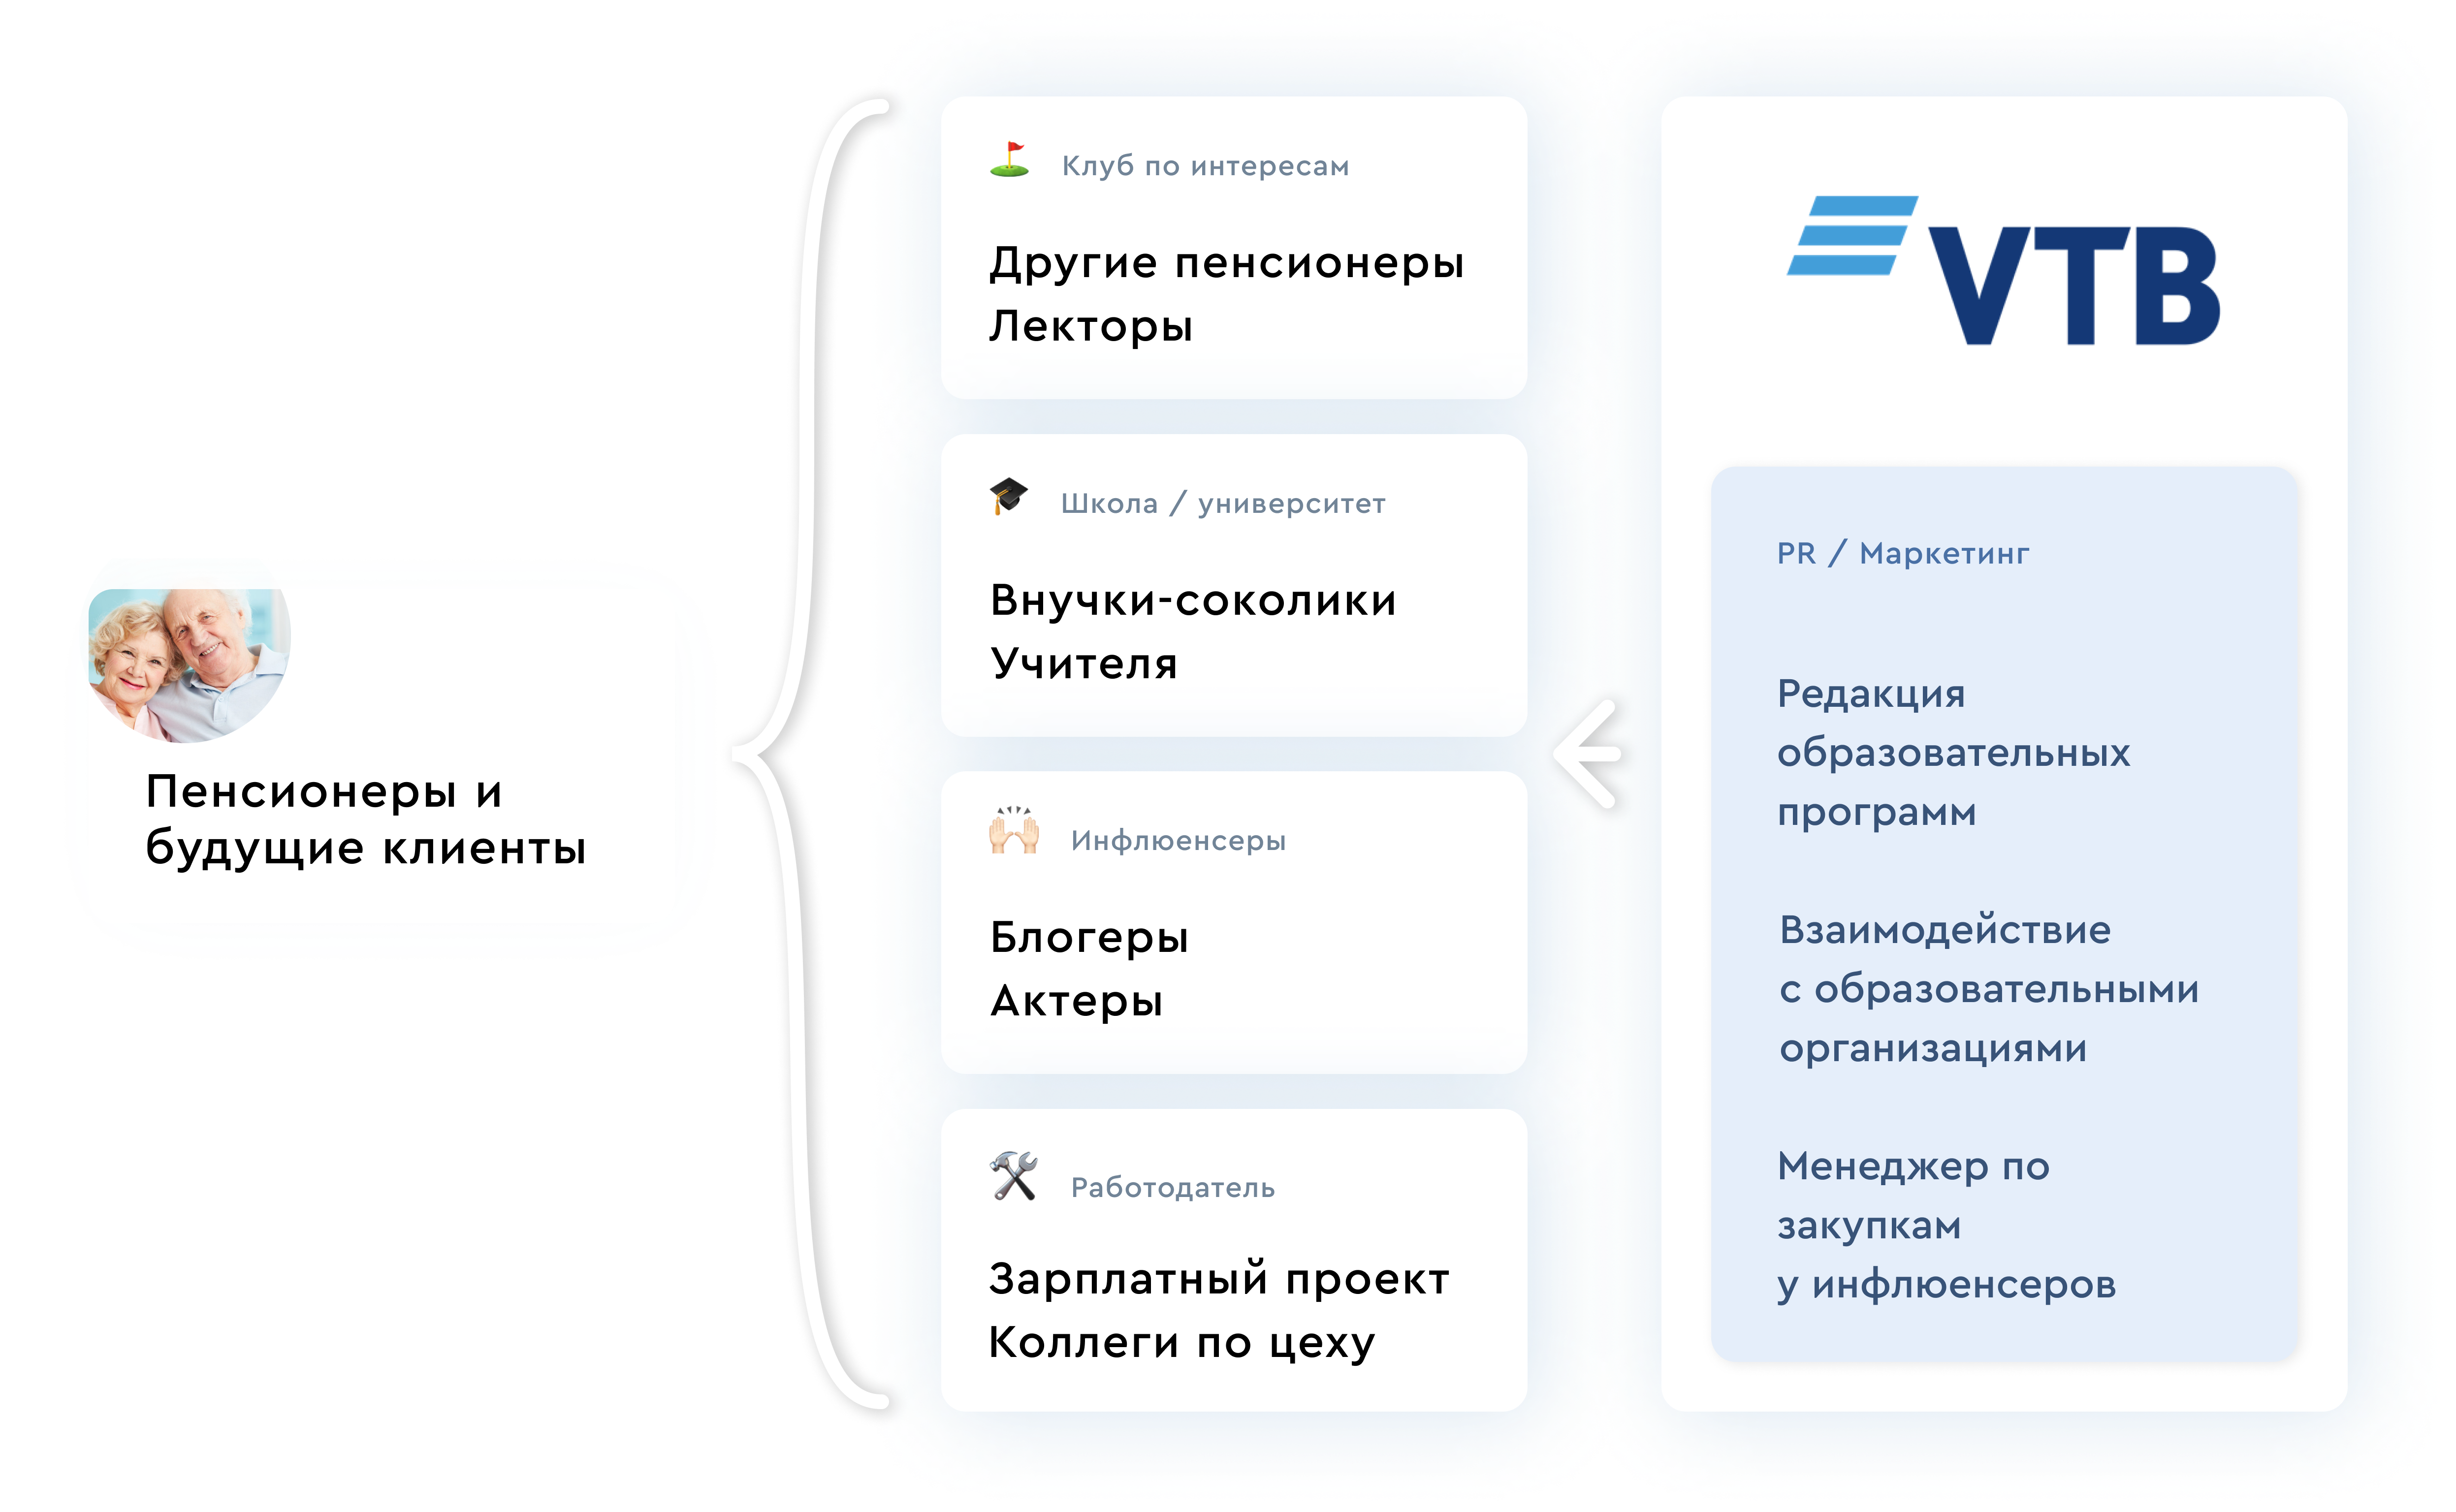 Пенсионеры и
будущие клиенты
Клуб по интересам
Другие пенсионеры
Лекторы
Школа / университет
Внучки-соколики
Учителя
Инфлюенсеры
Блогеры
Актеры
Работодатель
Зарплатный проект
Коллеги по цеху
VTB
PR / Маркетинг
Редакция
образовательных
программ
Взаимодействие
с образовательными
организациями
Менеджер по
закупкам
у инфлюенсеров